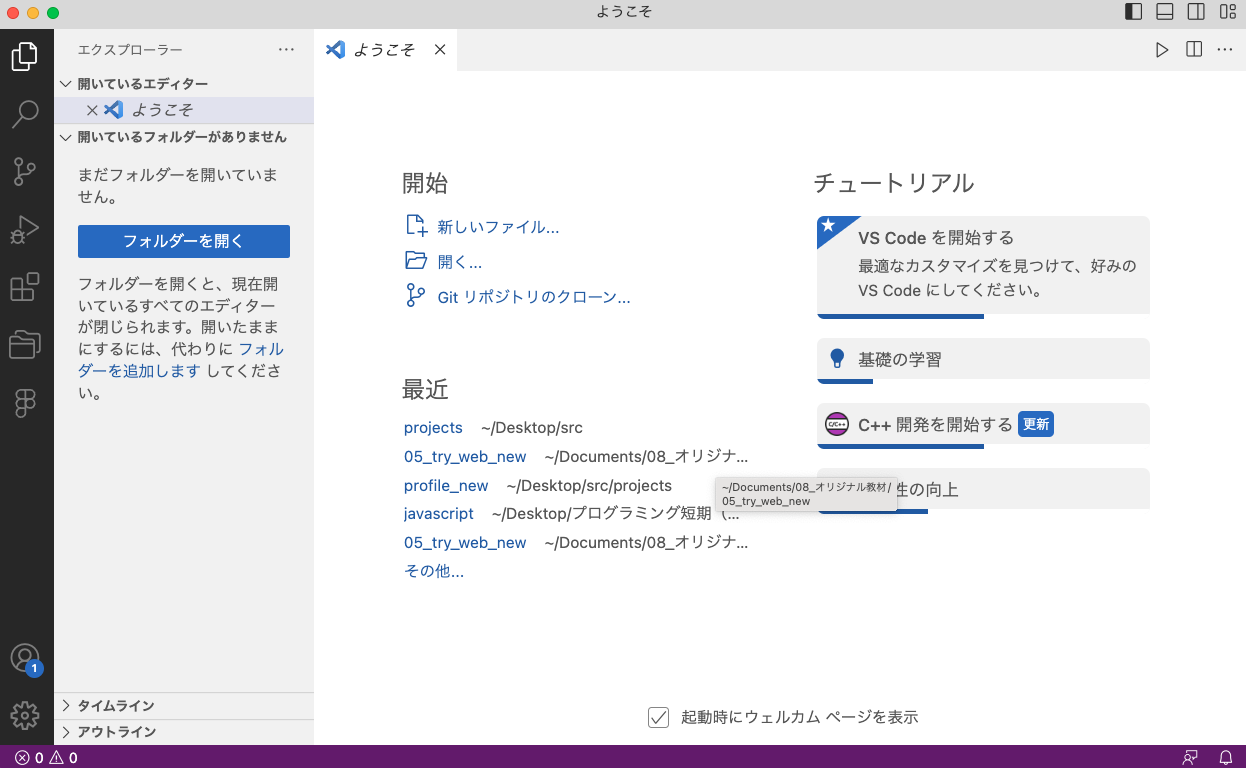 ようこそ
エクスプローラー
ようこそ
開いているエディター
ようこそ
開いているフォルダーがありません
まだフォルダーを開いていま
せん。
フォルダーを開く
フォルダーを開くと、現在開
いているすべてのエディター
が閉じられます。開いたまま
にするには、代わりに フォル
ダーを追加します してくださ
い。
タイムライン
アウトライン
開始
新しいファイル...
開く...
Git リポジトリのクローン...
最近
projects ~/Desktop/src
05_try_web_new ~/Documents/08_オリジナ...
profile_new ~/Desktop/src/projects
javascript ~/Desktop/プログラミング短期（...
05_try_web_new ~/Documents/08_オリジナ...
その他...
チュートリアル
VS Code を開始する
最適なカスタマイズを見つけて、好みの
VS Code にしてください。
基礎の学習
C/C++ C++ 開発を開始する 更新
~/Documents/08_オリジナル教材/
05_try_web_new
性の向上
起動時にウェルカム ページを表示
1
0 0